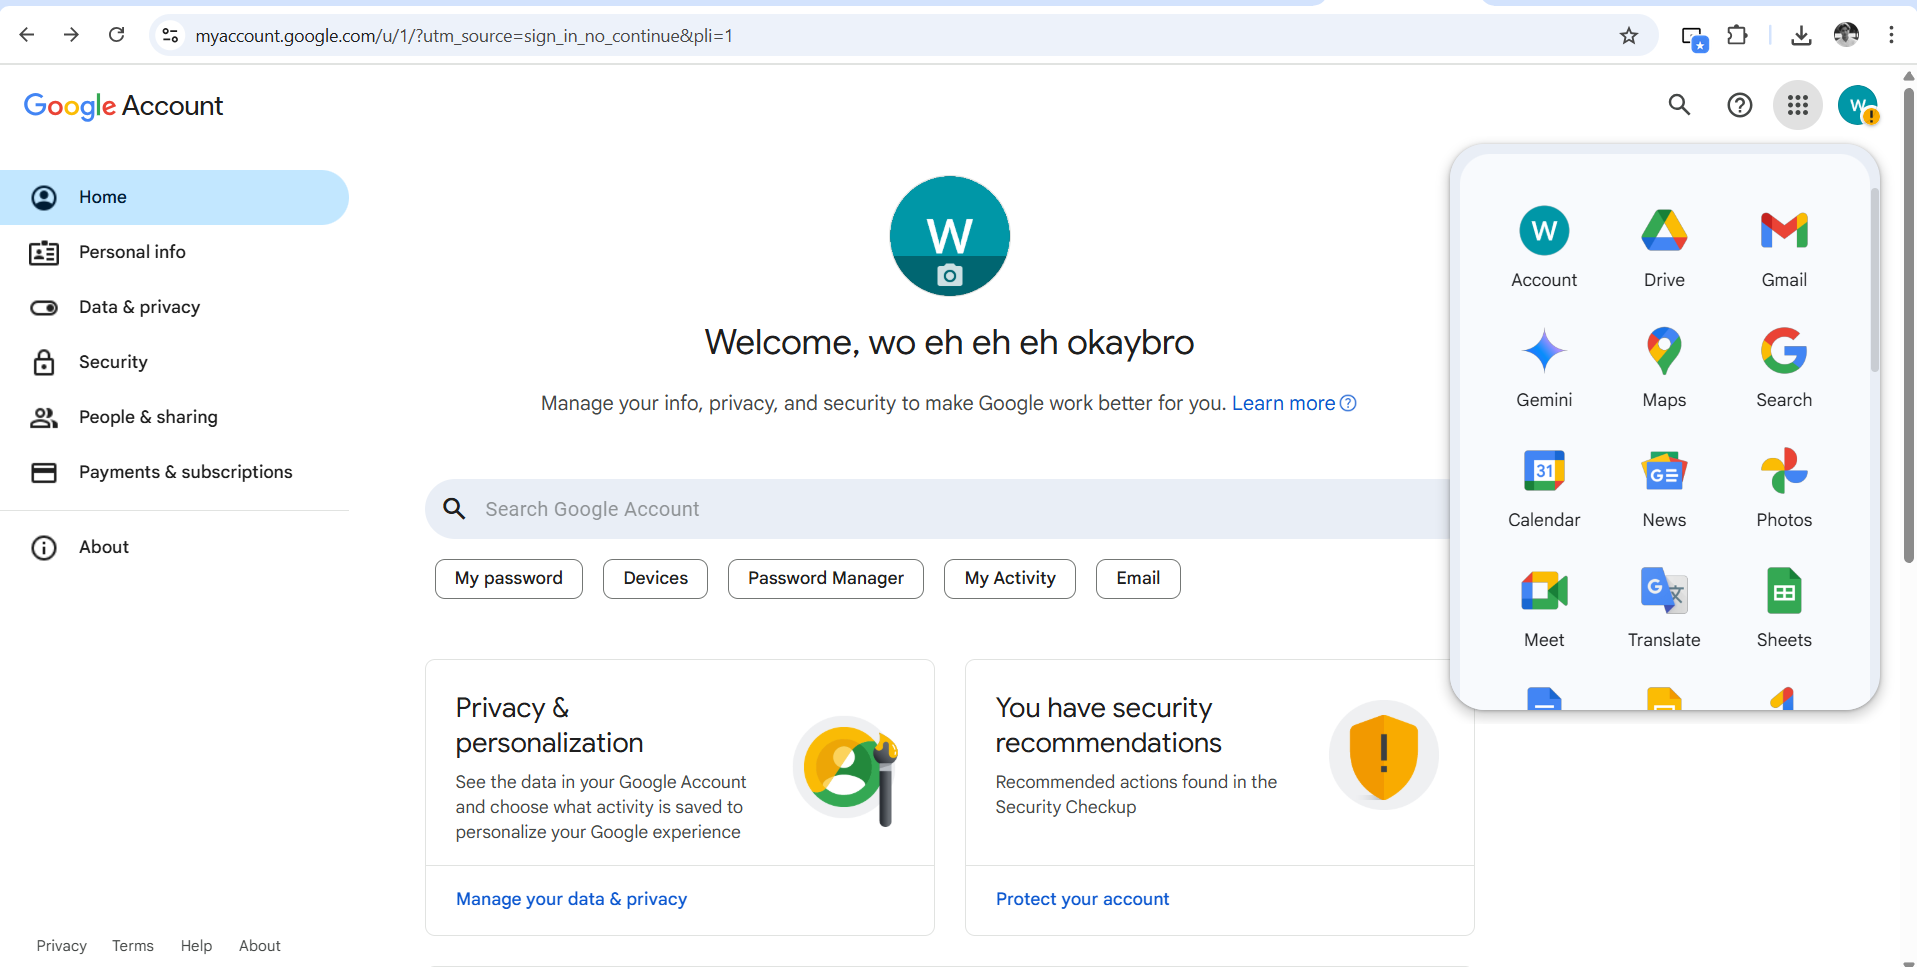 myaccount.google.com/u/1/?utm_source=sign_in_no_continue&pli=1
Google Account
W
Home
Personal info
Data & privacy
Security
People & sharing
Payments & subscriptions
About
W
Welcome, wo eh eh eh okaybro
Manage your info, privacy, and security to make Google work better for you. Learn more
Search Google Account
My password
Devices
Password Manager
My Activity
Email
Privacy &
personalization
See the data in your Google Account
and choose what activity is saved to
personalize your Google experience
Manage your data & privacy
You have security
recommendations
Recommended actions found in the
Security Checkup
Protect your account
W
Account
Drive
Gmail
Gemini
Maps
Search
31
Calendar
News
Photos
Meet
Translate
Sheets
Privacy
Terms
Help
About